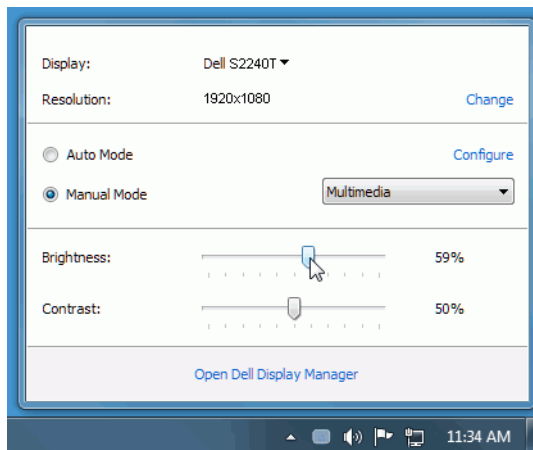 Display: Dell S2240T
Resolution: 1920x1080 Change
Auto Mode Configure
Manual Mode Multimedia
Brightness: 59%
Contrast: 50%
Open Dell Display Manager
11:34 AM